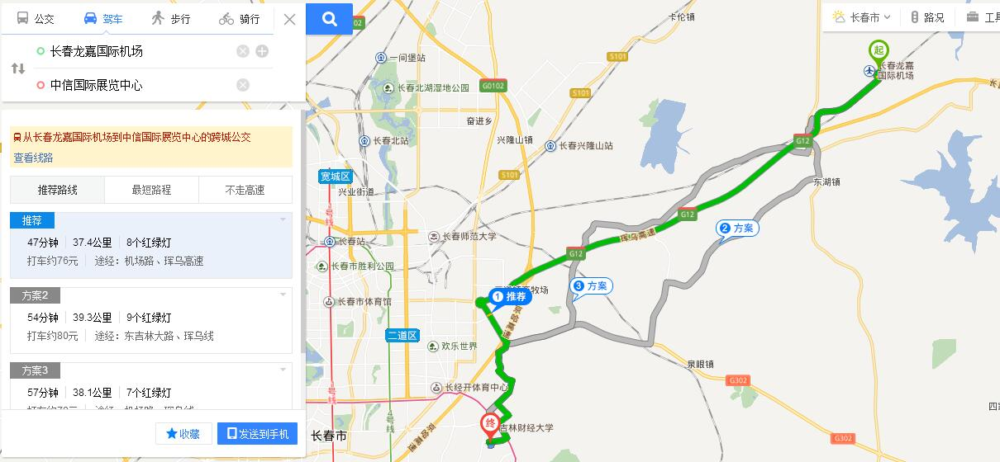 公交
驾车
步行
骑行
长春龙嘉国际机场
中信国际展览中心
从长春龙嘉国际机场到中信国际展览中心的跨城公交
查看线路
推荐路线
最短路程
不走高速
推荐
47分钟 37.4公里 8个红绿灯
打车约76元 途经：机场路、珲乌高速
方案2
54分钟 39.3公里 9个红绿灯
打车约80元 途经：东吉林大路、珲乌线
方案3
57分钟 38.1公里 7个红绿灯
收藏
发送到手机
长春市
路况
卡伦镇
02
一间堡站
S101
起
长春龙嘉
国际机场
长春北湖湿地公园
G0102
S101
奋进乡
长春北站
兴隆山镇
长春兴隆山站
G12
S101
宽城区
兴业街道
东湖镇
1号线
G12
2 方案
长春站
长春师范大学
珲乌高速
G12
长春市胜利公园
3 方案
1 推荐
长春市体育馆
二道区
欢乐世界
泉眼镇
G302
长经开体育中心
1号线
4号线
终
吉林财经大学
长春市
G302
四家